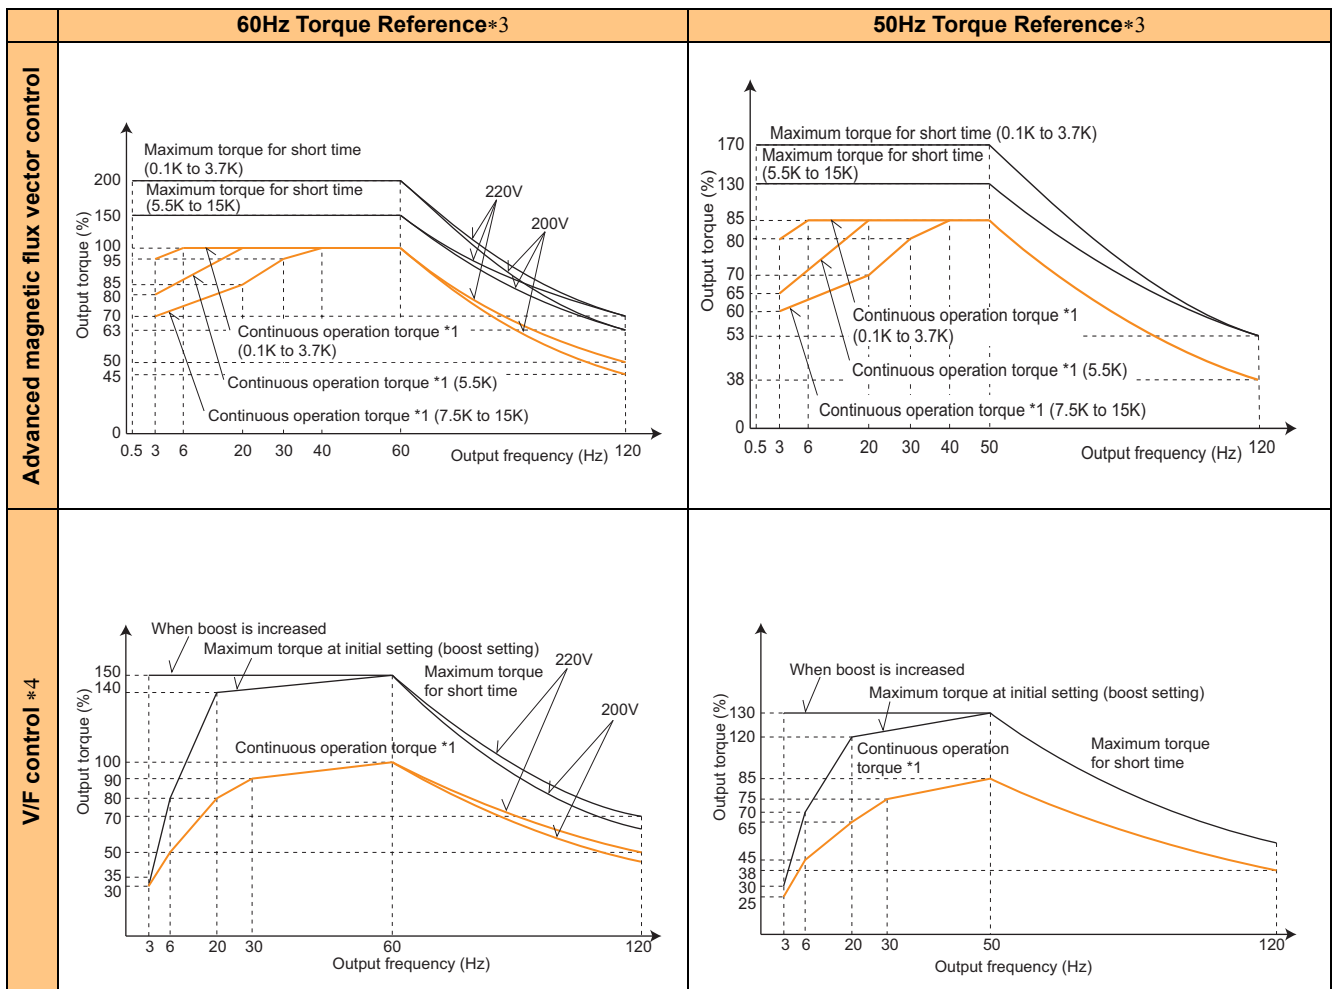 60Hz Torque Reference*3
50Hz Torque Reference*3
Advanced magnetic flux vector control
Output torque (%)
200
150
100
95
85
80
70
63
50
45
0
Maximum torque for short time
(0.1K to 3.7K)
Maximum torque for short time
(5.5K to 15K)
220V
200V
Continuous operation torque *1
(0.1K to 3.7K)
Continuous operation torque *1 (5.5K)
Continuous operation torque *1 (7.5K to 15K)
0.5 3 6 20 30 40 60 120
Output frequency (Hz)
Output torque (%)
170
130
85
80
70
65
60
53
38
0
Maximum torque for short time (0.1K to 3.7K)
Maximum torque for short time
(5.5K to 15K)
Continuous operation torque *1
(0.1K to 3.7K)
Continuous operation torque *1 (5.5K)
Continuous operation torque *1 (7.5K to 15K)
0.5 3 6 20 30 40 50 120
Output frequency (Hz)
V/F control *4
When boost is increased
Maximum torque at initial setting (boost setting)
Maximum torque
for short time
220V
200V
Continuous operation torque *1
Output torque (%)
150
140
100
90
80
70
50
35
30
3 6 20 30 60 120
Output frequency (Hz)
When boost is increased
Maximum torque at initial setting (boost setting)
Continuous operation
torque *1
Maximum torque
for short time
Output torque (%)
130
120
85
75
70
65
45
38
30
25
3 6 20 30 50 120
Output frequency (Hz)